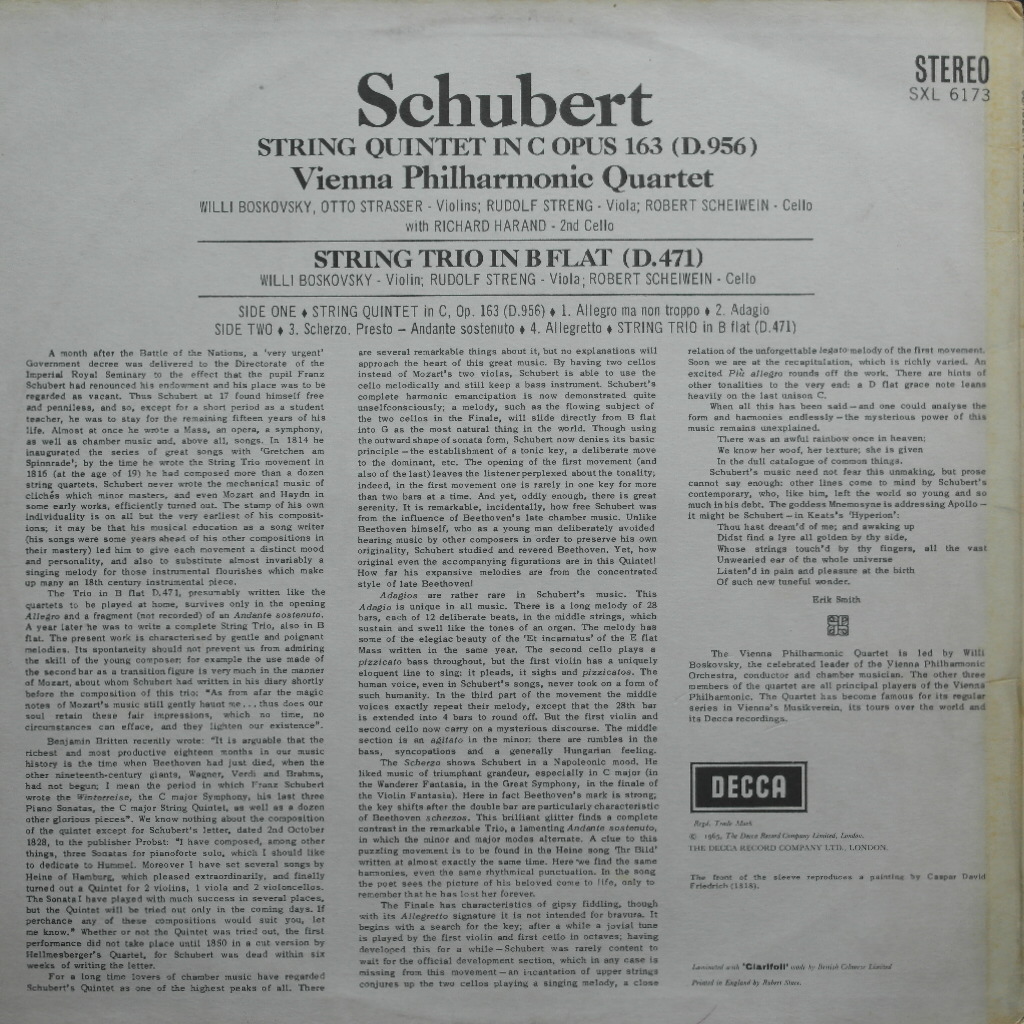 STEREO
SXL 6173
Schubert
STRING QUINTET IN C OPUS 163 (D.956)
Vienna Philharmonic Quartet
WILLI BOSKOVSKY, OTTO STRASSER - Violins; RUDOLF STRENG - Viola; ROBERT SCHEIWEIN - Cello
with RICHARD HARAND - 2nd Cello
STRING TRIO IN B FLAT (D.471)
WILLI BOSKOVSKY - Violin; RUDOLF STRENG - Viola; ROBERT SCHEIWEIN - Cello
SIDE ONE ♦ STRING QUINTET in C, Op. 163 (D.956) ♦ 1. Allegro ma non troppo ♦ 2. Adagio
SIDE TWO ♦ 3. Scherzo. Presto – Andante sostenuto ♦ 4. Allegretto ♦ STRING TRIO in B flat (D.471)
A month after the Battle of the Nations, a 'very urgent'
Government decree was delivered to the Directorate of the
Imperial Royal Seminary to the effect that the pupil Franz
Schubert had renounced his endowment and his place was to be
regarded as vacant. Thus Schubert at 17 found himself free
and penniless, and so, except for a short period as a student
teacher, he was to stay for the remaining fifteen years of his
life. Almost at once he wrote a Mass, an opera, a symphony,
as well as chamber music and, above all, songs. In 1814 he
inaugurated the series of great songs with 'Gretchen am
Spinnrade'; by the time he wrote the String Trio movement in
1816 (at the age of 19) he had composed more than a dozen
string quartets. Schubert never wrote the mechanical music of
clichés which minor masters, and even Mozart and Haydn in
some early works, efficiently turned out. The stamp of his own
individuality is on all but the very earliest of his composit-
ions; it may be that his musical education as a song writer
(his songs were some years ahead of his other compositions in
their mastery) led him to give each movement a distinct mood
and personality, and also to substitute almost invariably a
singing melody for those instrumental flourishes which make
up many an 18th century instrumental piece.
The Trio in B flat D.471, presumably written like the
quartets to be played at home, survives only in the opening
Allegro and a fragment (not recorded) of an Andante sostenuto.
A year later he was to write a complete String Trio, also in B
flat. The present work is characterised by gentle and poignant
melodies. Its spontaneity should not prevent us from admiring
the skill of the young composer: for example the use made of
the second bar as a transition figure is very much in the manner
of Mozart, about whom Schubert had written in his diary shortly
before the composition of this trio: "As from afar the magic
notes of Mozart's music still gently haunt me... thus does our
soul retain these fair impressions, which no time, no
circumstances can efface, and they lighten our existence".
Benjamin Britten recently wrote: "It is arguable that the
richest and most productive eighteen months in our music
history is the time when Beethoven had just died, when the
other nineteenth-century giants, Wagner, Verdi and Brahms,
had not begun; I mean the period in which Franz Schubert
wrote the Winterreise, the C major Symphony, his last three
Piano Sonatas, the C major String Quintet, as well as a dozen
other glorious pieces". We know nothing about the composition
of the quintet except for Schubert's letter, dated 2nd October
1828, to the publisher Probst: "I have composed, among other
things, three Sonatas for pianoforte solo, which I should like
to dedicate to Hummel. Moreover I have set several songs by
Heine of Hamburg, which pleased extraordinarily, and finally
turned out a Quintet for 2 violins, 1 viola and 2 violoncellos.
The Sonatas I have played with much success in several places,
but the Quintet will be tried out only in the coming days. If
perchance any of these compositions would suit you, let
me know." Whether or not the Quintet was tried out, the first
performance did not take place until 1850 in a cut version by
Hellmesberger's Quartet, for Schubert was dead within six
weeks of writing the letter.
For a long time lovers of chamber music have regarded
Schubert's Quintet as one of the highest peaks of all. There
are several remarkable things about it, but no explanations will
approach the heart of this great music. By having two cellos
instead of Mozart's two violas, Schubert is able to use the
cello melodically and still keep a bass instrument. Schubert's
complete harmonic emancipation is now demonstrated quite
unselfconsciously; a melody, such as the flowing subject of
the two cellos in the Finale, will slide directly from B flat
into G as the most natural thing in the world. Though using
the outward shape of sonata form, Schubert now denies its basic
principle – the establishment of a tonic key, a deliberate move
to the dominant, etc. The opening of the first movement (and
also of the last) leaves the listener perplexed about the tonality;
indeed, in the first movement one is rarely in one key for more
than two bars at a time. And yet, oddly enough, there is great
serenity. It is remarkable, incidentally, how free Schubert was
from the influence of Beethoven's late chamber music. Unlike
Beethoven himself, who as a young man deliberately avoided
hearing music by other composers in order to preserve his own
originality, Schubert studied and revered Beethoven. Yet, how
original even the accompanying figures are in this Quintet!
How far his expansive melodies are from the concentrated
style of late Beethoven!
Adagios are rather rare in Schubert's music. This
Adagio is unique in all music. There is a long melody of 28
bars, each of 12 deliberate beats, in the middle strings, which
sustain and swell like the tones of an organ. The melody has
some of the elegiac beauty of the 'Et incarnatus' of the E flat
Mass written in the same year. The second cello plays a
pizzicato bass throughout, but the first violin has a uniquely
eloquent line to sing; it pleads, it sighs and pizzicatos. The
human voice, even in Schubert's songs, never took on a form of
such humanity. In the third part of the movement the middle
voices exactly repeat their melody, except that the 28th bar
is extended into 4 bars to round off. But the first violin and
second cello now carry on a mysterious discourse. The middle
section is an agitato in the minor: there are rumbles in the
bass, syncopations and a generally Hungarian feeling.
The Scherzo shows Schubert in a Napoleonic mood. He
liked music of triumphant grandeur, especially in C major (in
the Wanderer Fantasia, in the Great Symphony, in the finale of
the Violin Fantasia). Here in fact Beethoven's mark is strong;
the key shifts after the double bar are particularly characteristic
of Beethoven scherzos. This brilliant glitter finds a complete
contrast in the remarkable Trio, a lamenting Andante sostenuto,
in which the minor and major modes alternate. A clue to this
puzzling movement is to be found in the Heine song 'Ihr Bild'
written at almost exactly the same time. Here we find the same
harmonies, even the same rhythmical punctuation. In the song
the poet sees the picture of his beloved come to life, only to
remember that he has lost her forever.
The Finale has characteristics of gipsy fiddling, though
with its Allegretto signature it is not intended for bravura. It
begins with a search for the key; after a while a jovial tune
is played by the first violin and first cello in octaves; having
developed this for a while – Schubert was rarely content to
wait for the official development section, which in any case is
missing from this movement – an incantation of upper strings
conjures up the two cellos playing a singing melody, a close
relation of the unforgettable legato melody of the first movement.
Soon we are at the recapitulation, which is richly varied. An
excited Più allegro rounds off the work. There are hints of
other tonalities to the very end: a D flat grace note leans
heavily on the last unison C.
When all this has been said – and one could analyse the
form and harmonies endlessly – the mysterious power of this
music remains unexplained.
There was an awful rainbow once in heaven;
We know her woof, her texture; she is given
In the dull catalogue of common things.
Schubert's music need not fear this unmaking, but prose
cannot say enough: other lines come to mind by Schubert's
contemporary, who, like him, left the world so young and so
much in his debt. The goddess Mnemosyne is addressing Apollo –
it might be Schubert – in Keats's 'Hyperion':
Thou hast dream'd of me; and awaking up
Didst find a lyre all golden by thy side,
Whose strings touch'd by thy fingers, all the vast
Unwearied ear of the whole universe
Listen'd in pain and pleasure at the birth
Of such new tuneful wonder.
Erik Smith
The Vienna Philharmonic Quartet is led by Willi
Boskovsky, the celebrated leader of the Vienna Philharmonic
Orchestra, conductor and chamber musician. The other three
members of the quartet are all principal players of the Vienna
Philharmonic. The Quartet has become famous for its regular
series in Vienna's Musikverein, its tours over the world and
its Decca recordings.
DECCA
Regd. Trade Mark
© 1965, The Decca Record Company Limited, London.
THE DECCA RECORD COMPANY LTD., LONDON.
The front of the sleeve reproduces a painting by Caspar David
Friedrich (1818).
Laminated with 'Clarifoil' made by British Celanese Limited
Printed in England by Robert Stace.